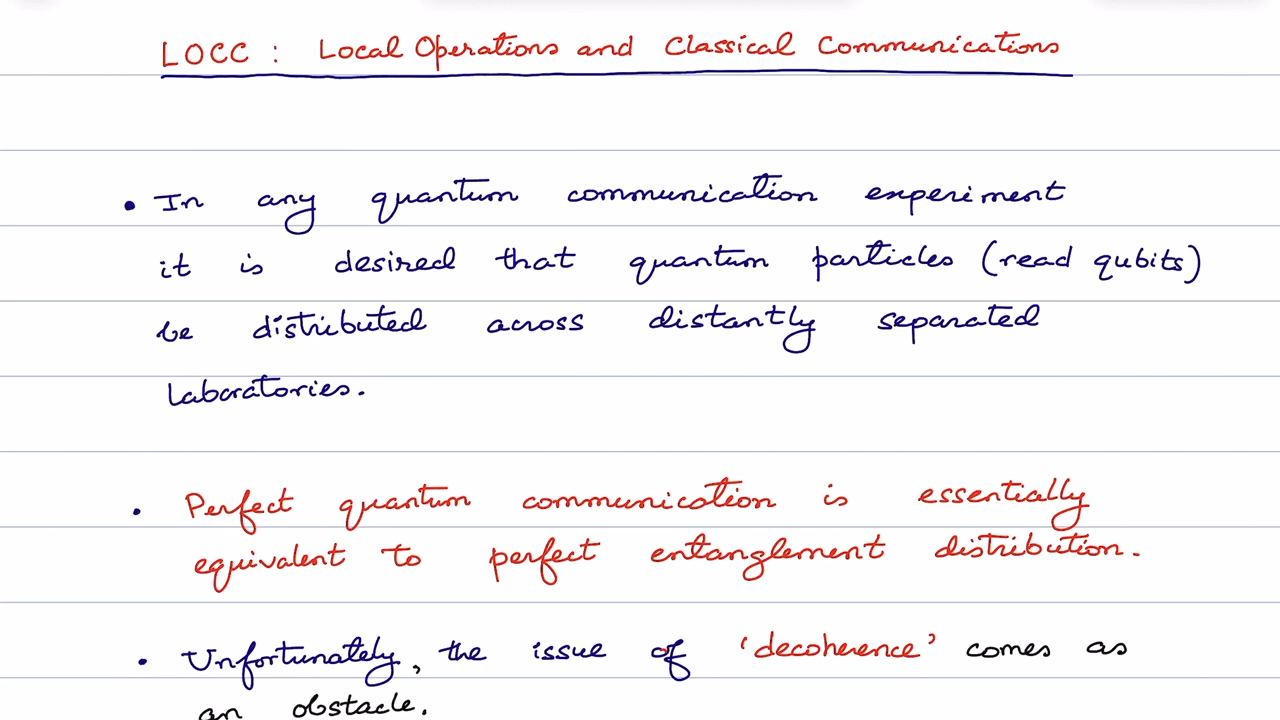 LOCC : Local Operations and Classical Communications
• In any quantum communication experiment
it is desired that quantum particles (read qubits)
be distributed across distantly separated
laboratories.
• Perfect quantum communication is essentially
equivalent to perfect entanglement distribution.
• Unfortunately, the issue of 'decoherence' comes as
an obstacle.